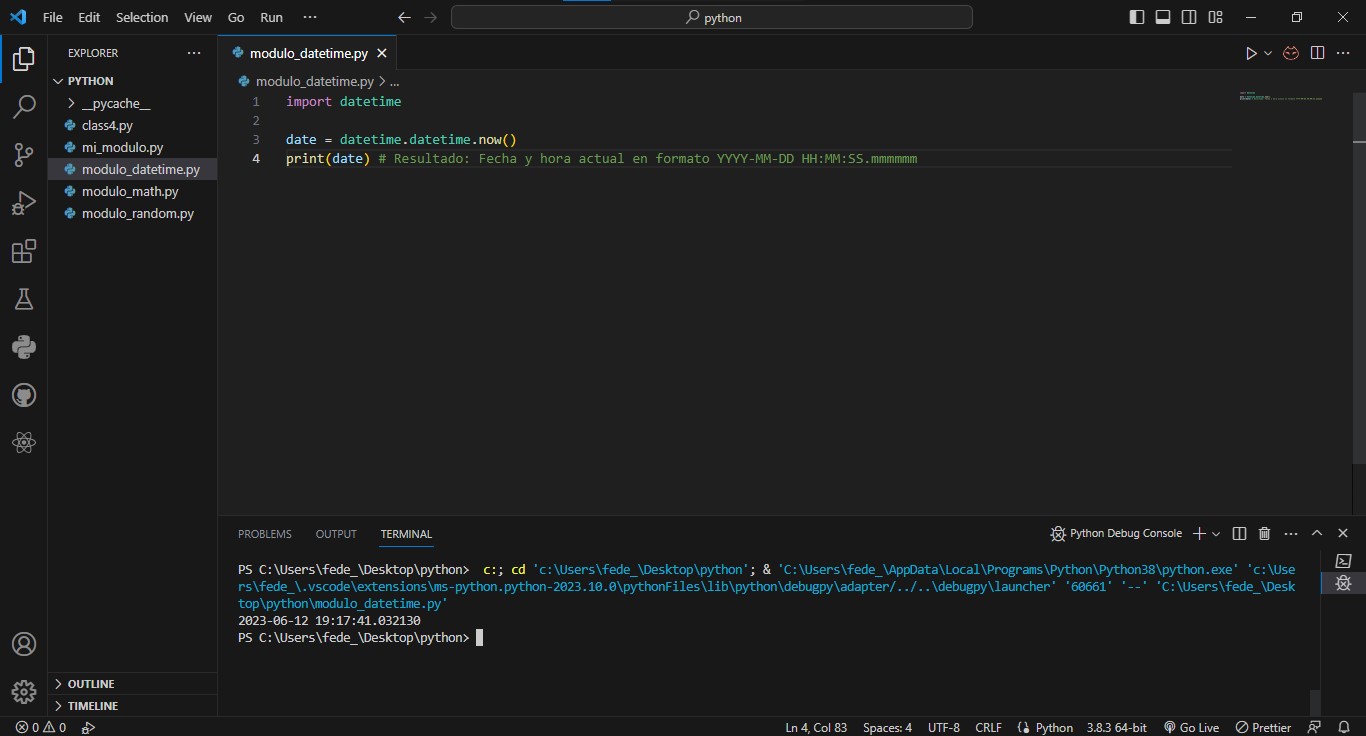 File Edit Selection View Go Run ··· python
EXPLORER ···
PYTHON
__pycache__
class4.py
mi_modulo.py
modulo_datetime.py
modulo_math.py
modulo_random.py
OUTLINE
TIMELINE
modulo_datetime.py
modulo_datetime.py > ...
1 import datetime
2
3 date = datetime.datetime.now()
4 print(date) # Resultado: Fecha y hora actual en formato YYYY-MM-DD HH:MM:SS.mmmmmm
PROBLEMS OUTPUT TERMINAL Python Debug Console
PS C:\Users\fede_\Desktop\python>  c:; cd 'c:\Users\fede_\Desktop\python'; & 'C:\Users\fede_\AppData\Local\Programs\Python\Python38\python.exe' 'c:\Use
rs\fede_\.vscode\extensions\ms-python.python-2023.10.0\pythonFiles\lib\python\debugpy\adapter/../..\debugpy\launcher' '60661' '--' 'C:\Users\fede_\Desk
top\python\modulo_datetime.py'
2023-06-12 19:17:41.032130
PS C:\Users\fede_\Desktop\python>
0 0 Ln 4, Col 83 Spaces: 4 UTF-8 CRLF Python 3.8.3 64-bit Go Live Prettier